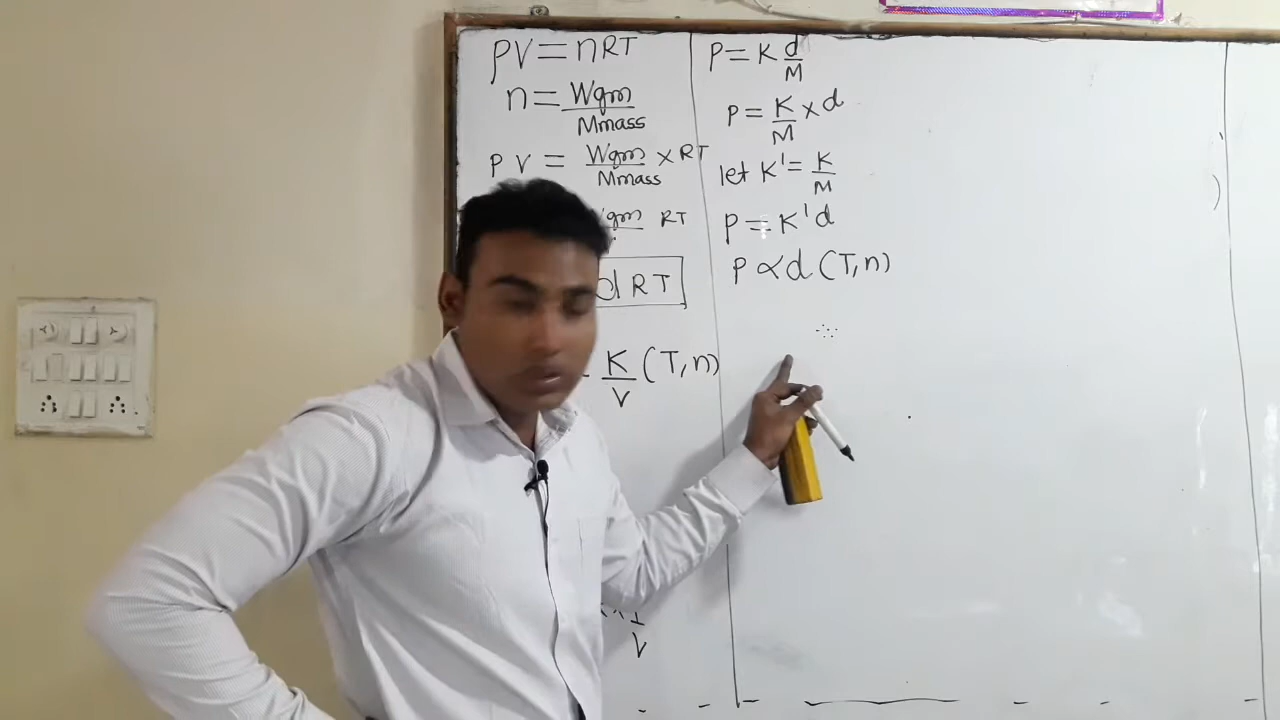 PV = nRT
n = Wgm/Mmass
PV = Wgm/Mmass × RT
Wgm RT
d RT
K/V (T,n)
P = K d/M
P = K/M × d
let K' = K/M
P = K'd
P ∝ d (T,n)